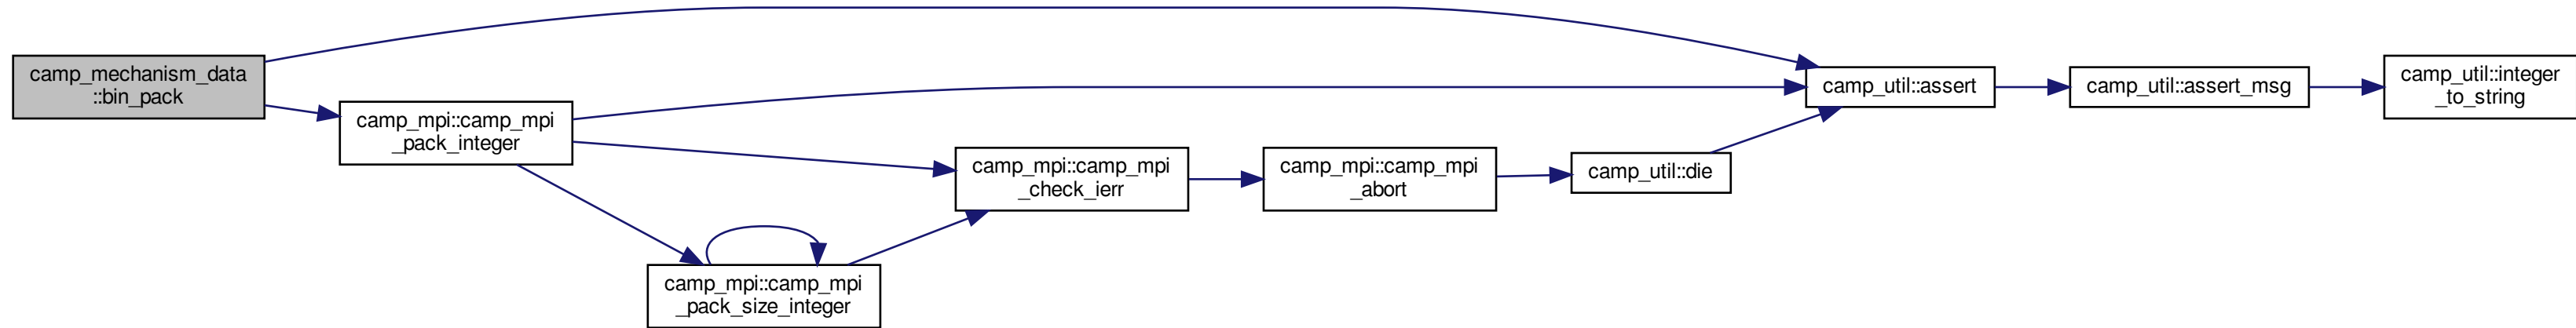 camp_mechanism_data
::bin_pack
camp_mpi::camp_mpi
_pack_integer
camp_mpi::camp_mpi
_pack_size_integer
camp_mpi::camp_mpi
_check_ierr
camp_mpi::camp_mpi
_abort
camp_util::die
camp_util::assert
camp_util::assert_msg
camp_util::integer
_to_string